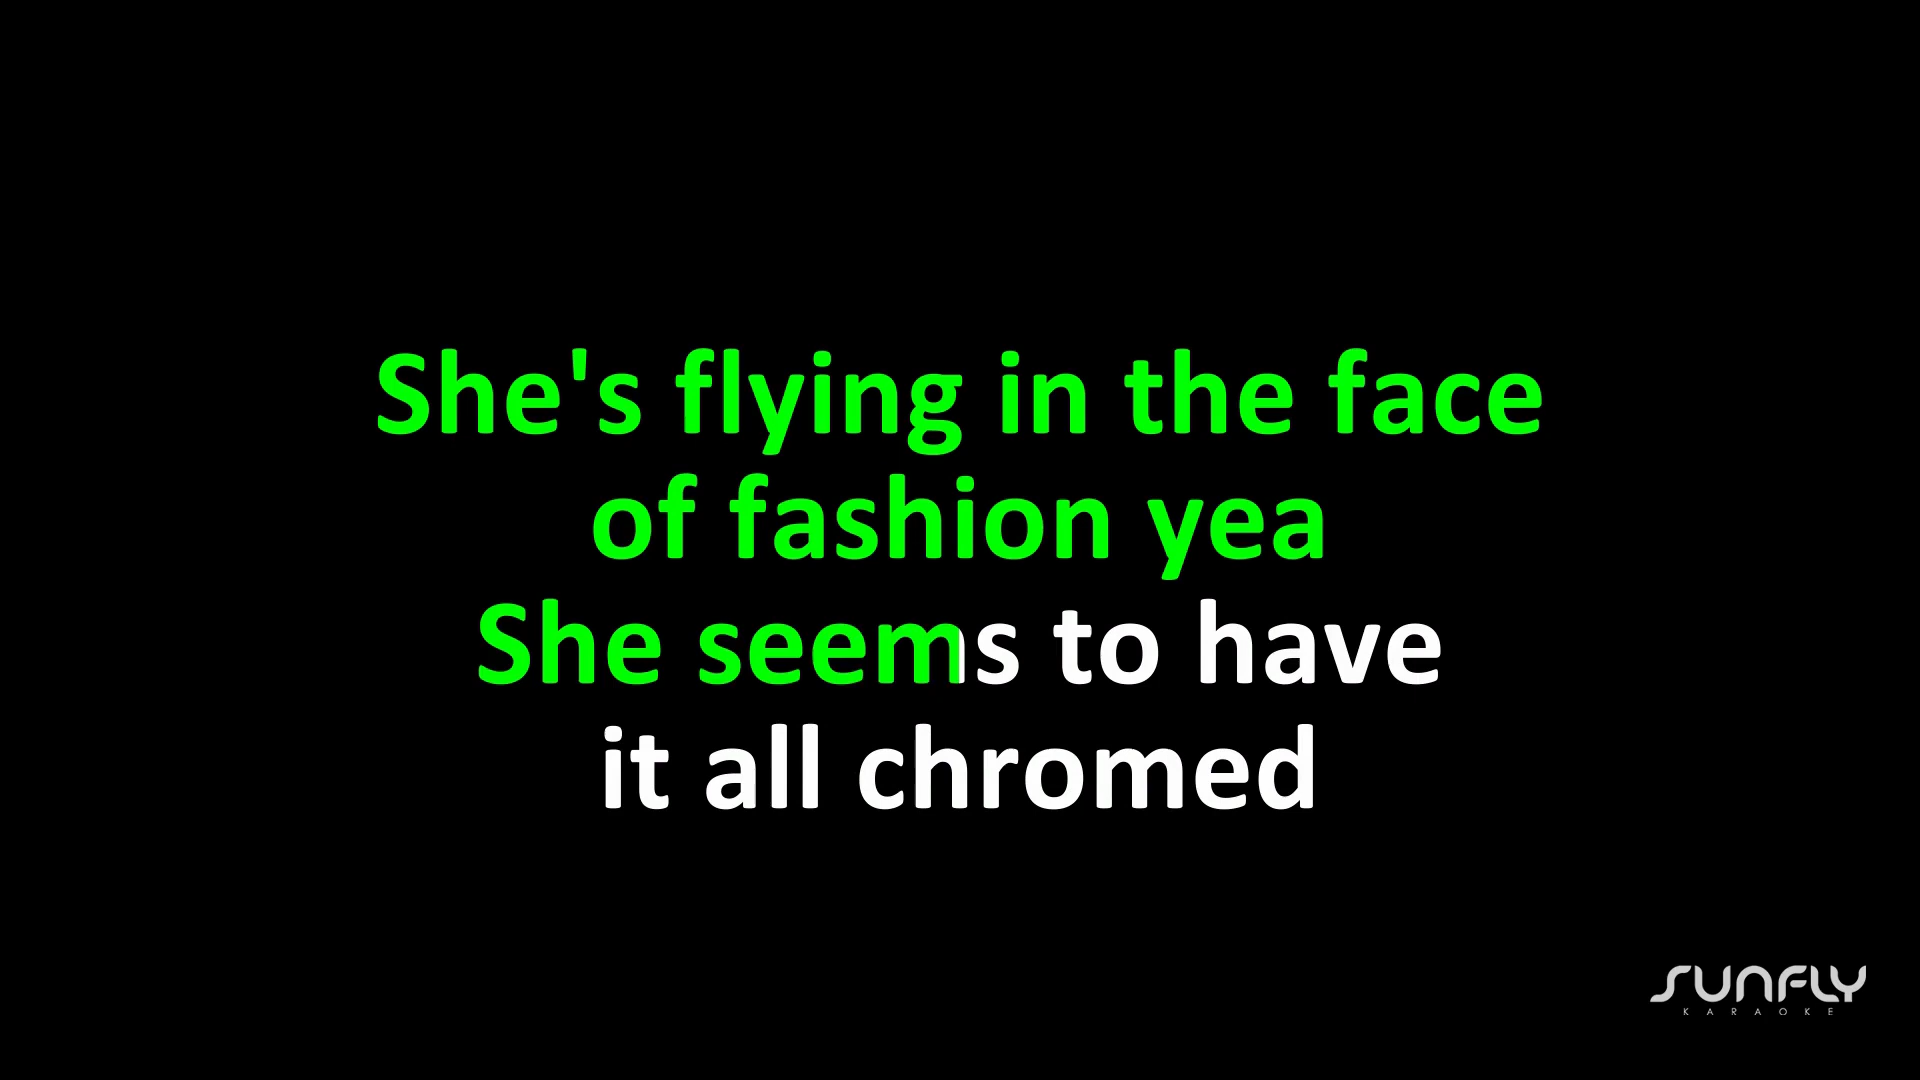 She's flying in the face
of fashion yea
She seems to have
it all chromed
SUNFLY
KARAOKE